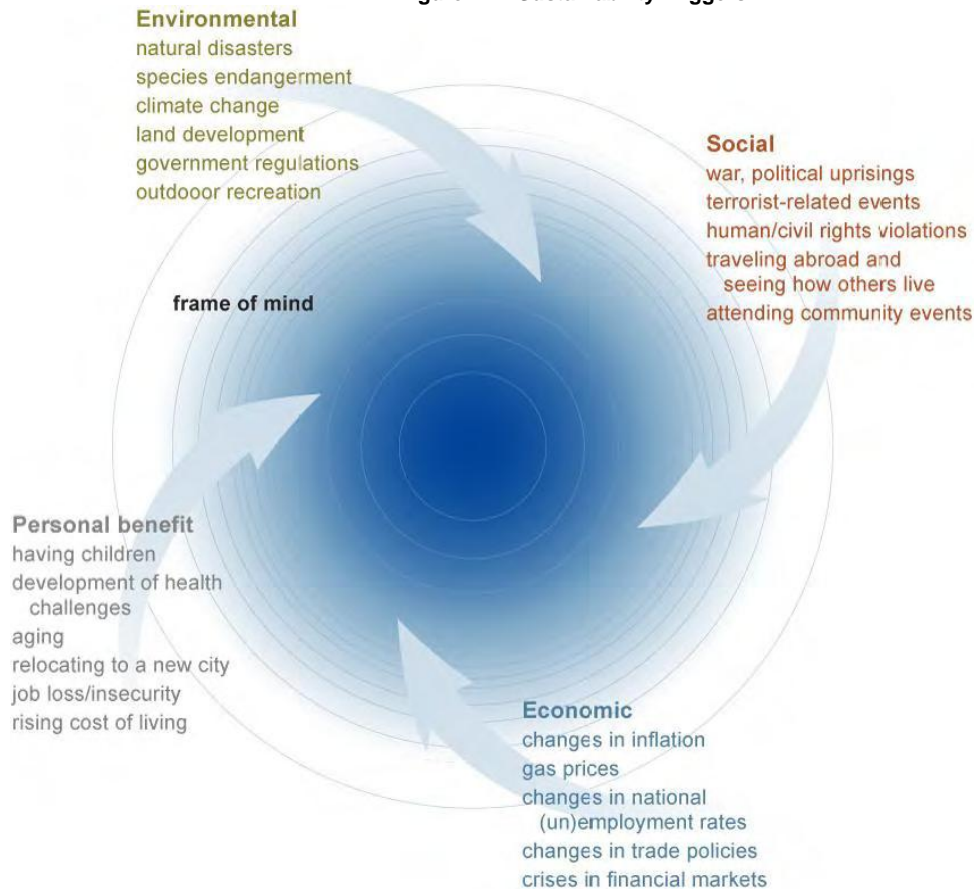 Environmental
natural disasters
species endangerment
climate change
land development
government regulations
outdooor recreation
Social
war, political uprisings
terrorist-related events
human/civil rights violations
traveling abroad and
seeing how others live
attending community events
frame of mind
Personal benefit
having children
development of health
challenges
aging
relocating to a new city
job loss/insecurity
rising cost of living
Economic
changes in inflation
gas prices
changes in national
(un)employment rates
changes in trade policies
crises in financial markets